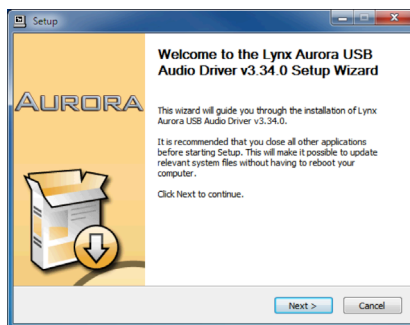 Setup
Welcome to the Lynx Aurora USB
Audio Driver v3.34.0 Setup Wizard
AURORA
This wizard will guide you through the installation of Lynx
Aurora USB Audio Driver v3.34.0.
It is recommended that you close all other applications
before starting Setup. This will make it possible to update
relevant system files without having to reboot your
computer.
Click Next to continue.
Next >
Cancel